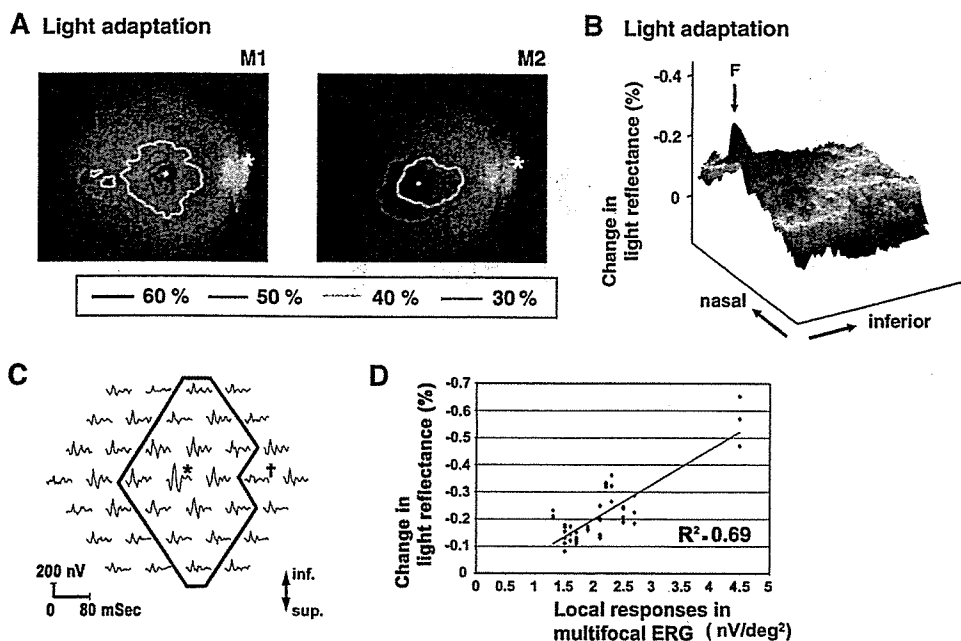 A Light adaptation
M1
M2
*
*
60 % 50 % 40 % 30 %
B Light adaptation
-0.4
-0.2
0
F
Change in
light reflectance (%)
nasal
inferior
C
*
†
200 nV
0 80 mSec
inf.
sup.
D
-0.7
-0.6
-0.5
-0.4
-0.3
-0.2
-0.1
0
Change in
light reflectance (%)
R²=0.69
0 0.5 1 1.5 2 2.5 3 3.5 4 4.5 5
Local responses in
multifocal ERG (nV/deg²)